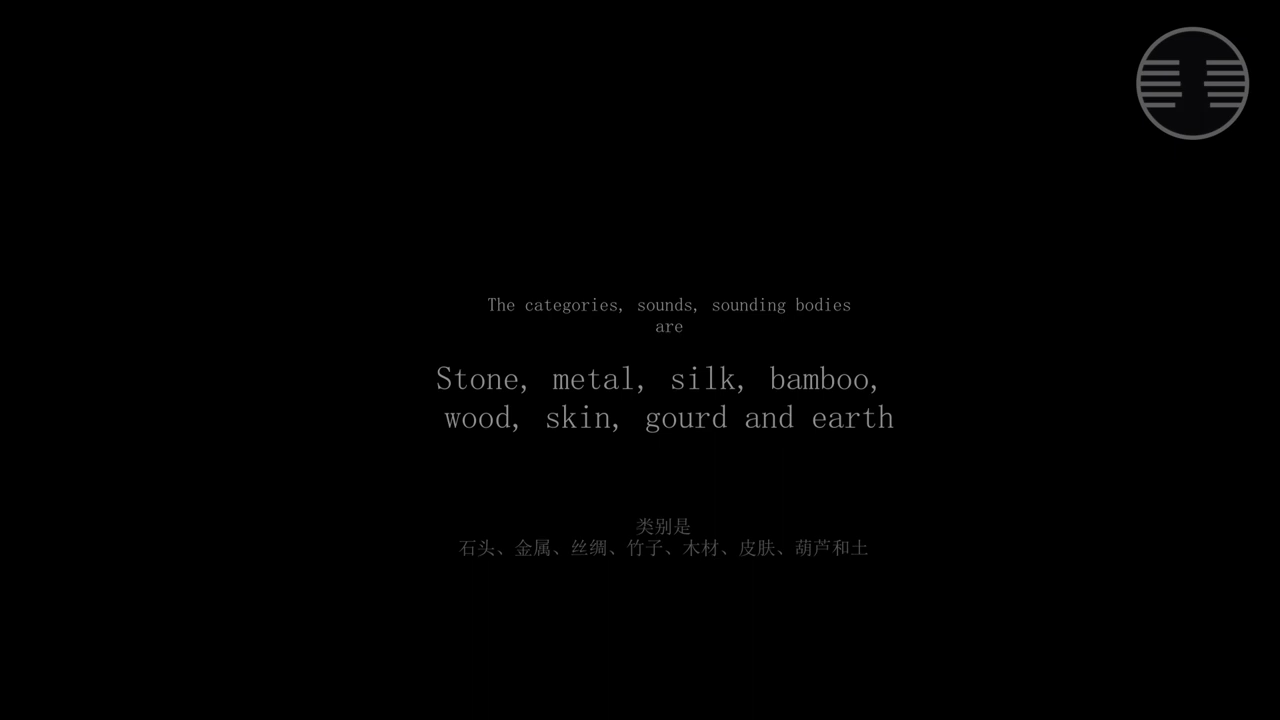 The categories, sounds, sounding bodies
are
Stone, metal, silk, bamboo,
wood, skin, gourd and earth
类别是
石头、金属、丝绸、竹子、木材、皮肤、葫芦和土